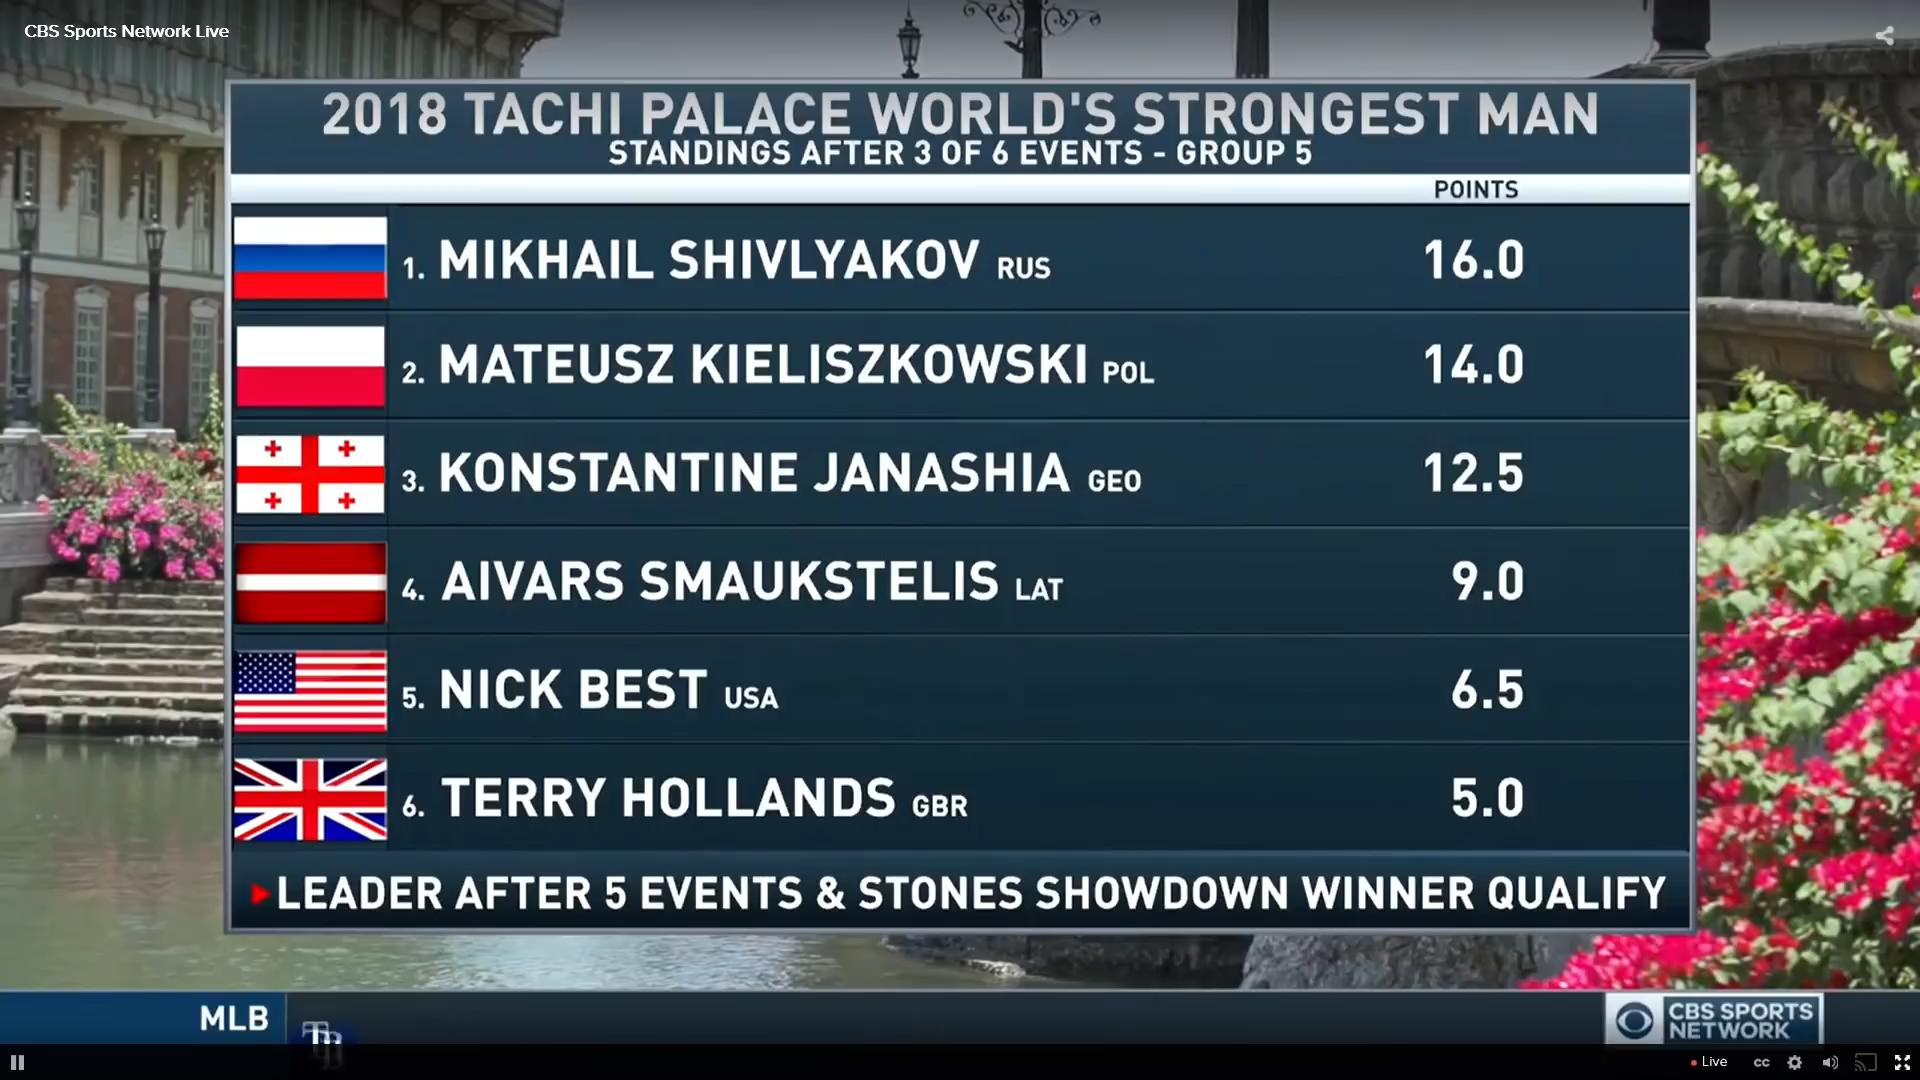 CBS Sports Network Live
2018 TACHI PALACE WORLD'S STRONGEST MAN
STANDINGS AFTER 3 OF 6 EVENTS - GROUP 5
POINTS
1. MIKHAIL SHIVLYAKOV RUS 16.0
2. MATEUSZ KIELISZKOWSKI POL 14.0
3. KONSTANTINE JANASHIA GEO 12.5
4. AIVARS SMAUKSTELIS LAT 9.0
5. NICK BEST USA 6.5
6. TERRY HOLLANDS GBR 5.0
LEADER AFTER 5 EVENTS & STONES SHOWDOWN WINNER QUALIFY
MLB TB CBS SPORTS
NETWORK
Live CC